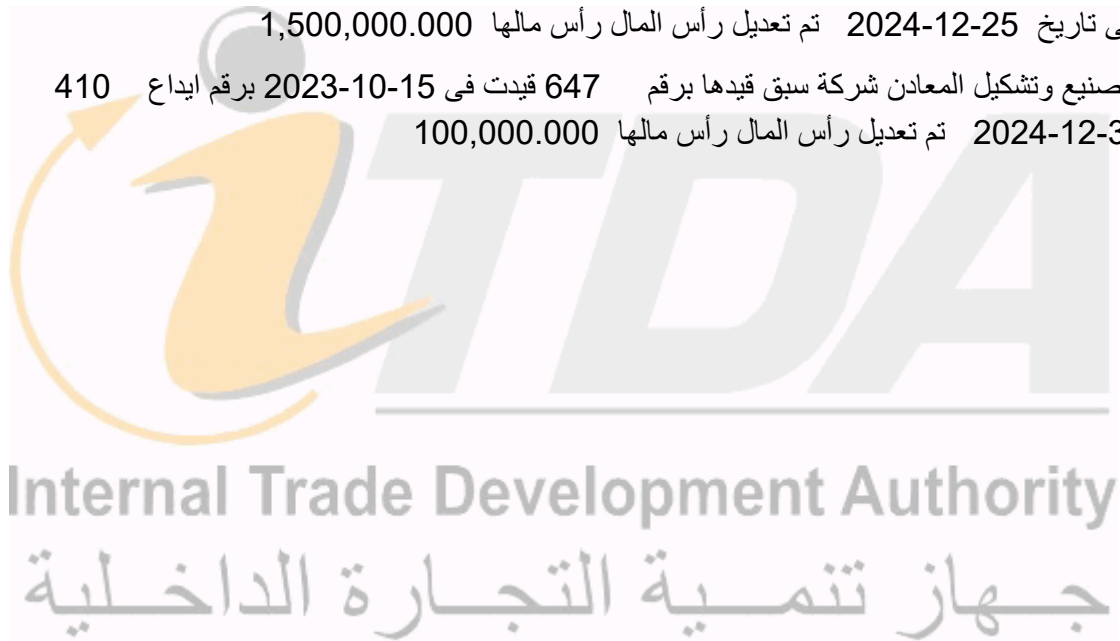 تاريخ 2024-12-25 تم تعديل رأس المال رأس مالها 1,500,000.000
وتشكيل المعادن شركة سبق قيدها برقم 647 قيدت فى 15-10-2023 برقم ايداع 410
2024-12-3 تم تعديل رأس المال رأس مالها 100,000.000
iTDA
Internal Trade Development Authority
جهاز تنمية التجارة الداخلية